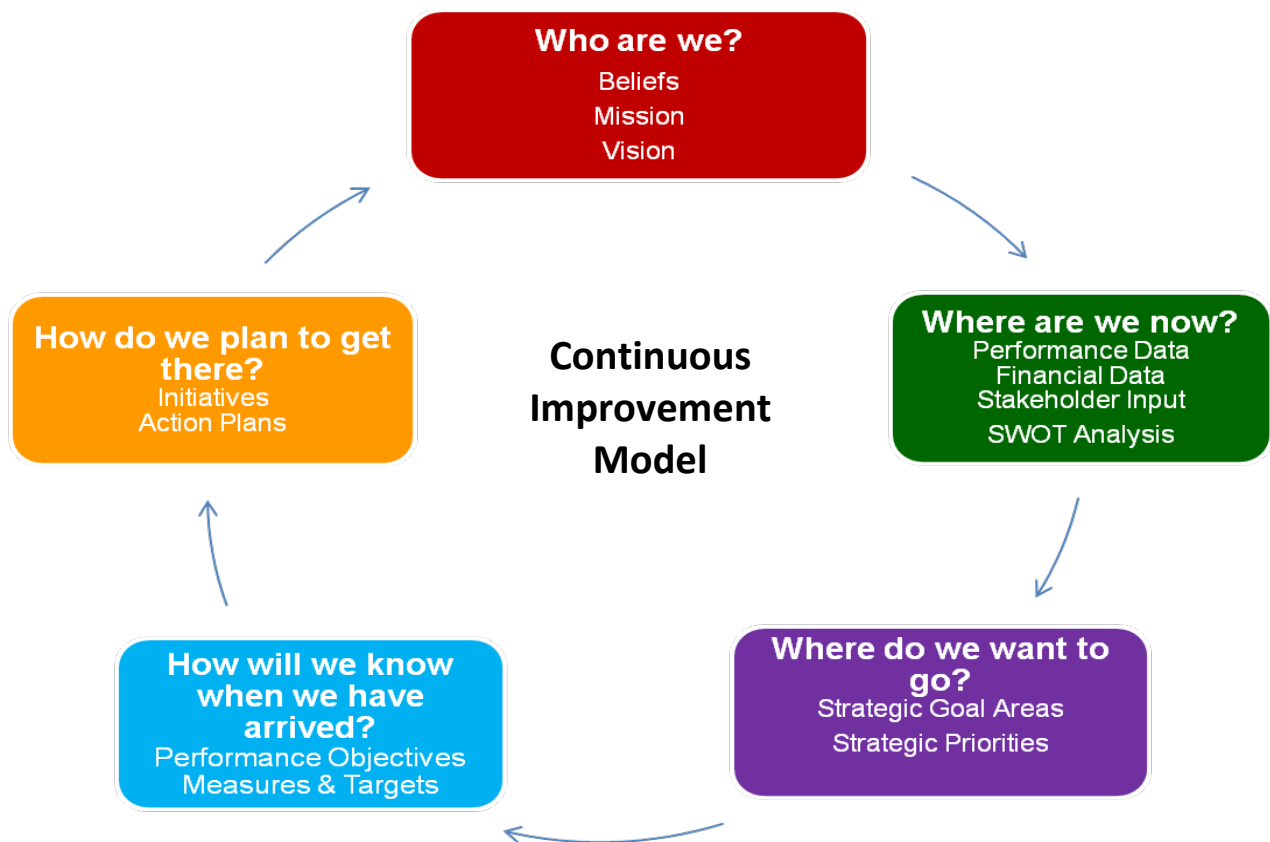 Who are we?
Beliefs
Mission
Vision
Where are we now?
Performance Data
Financial Data
Stakeholder Input
SWOT Analysis
Where do we want to
go?
Strategic Goal Areas
Strategic Priorities
How will we know
when we have
arrived?
Performance Objectives
Measures & Targets
How do we plan to get
there?
Initiatives
Action Plans
Continuous
Improvement
Model